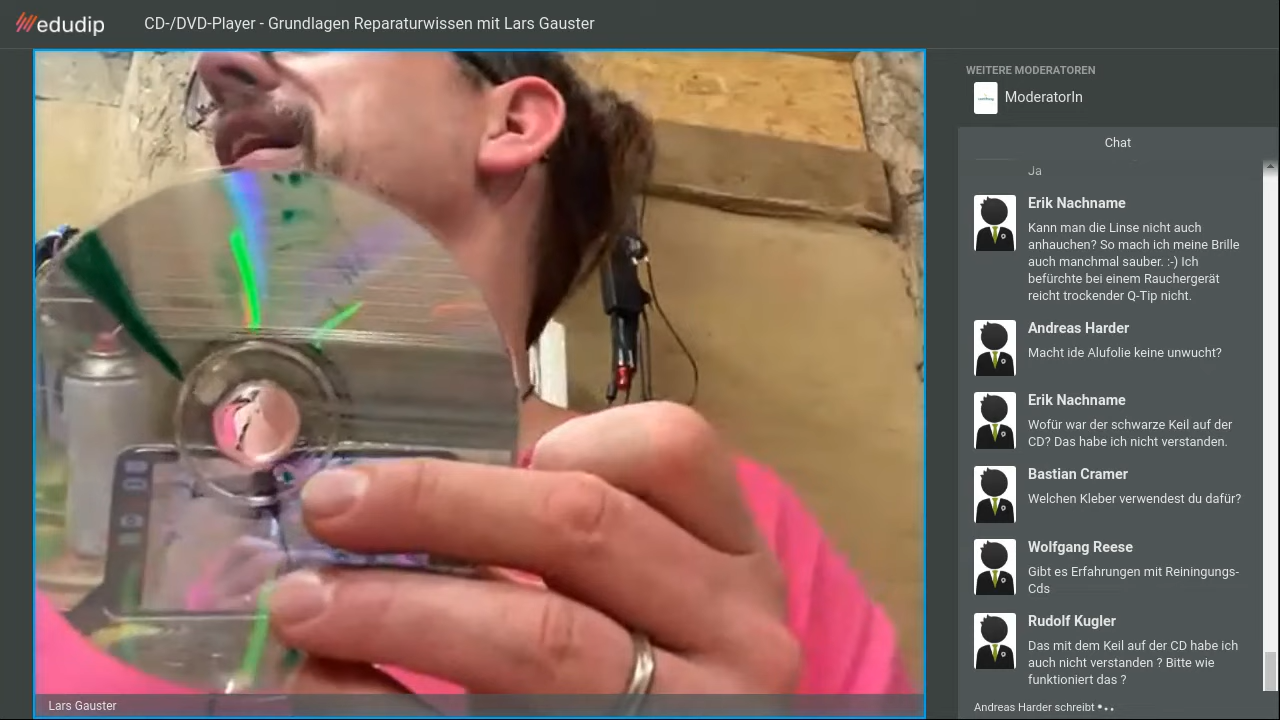 edudip
CD-/DVD-Player - Grundlagen Reparaturwissen mit Lars Gauster
WEITERE MODERATOREN
ModeratorIn
Chat
Ja
Erik Nachname
Kann man die Linse nicht auch
anhauchen? So mach ich meine Brille
auch manchmal sauber. :-) Ich
befürchte bei einem Rauchergerät
reicht trockender Q-Tip nicht.
Andreas Harder
Macht ide Alufolie keine unwucht?
Erik Nachname
Wofür war der schwarze Keil auf der
CD? Das habe ich nicht verstanden.
Bastian Cramer
Welchen Kleber verwendest du dafür?
Wolfgang Reese
Gibt es Erfahrungen mit Reiningungs-
Cds
Rudolf Kugler
Das mit dem Keil auf der CD habe ich
auch nicht verstanden ? Bitte wie
funktioniert das ?
Andreas Harder schreibt
Lars Gauster